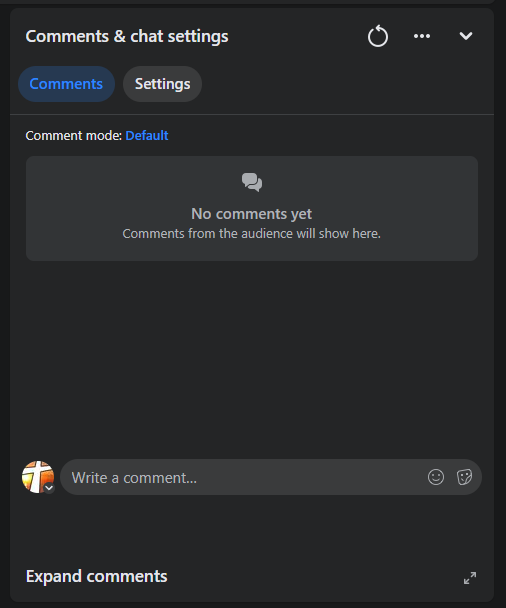 Comments & chat settings
Comments
Settings
Comment mode: Default
No comments yet
Comments from the audience will show here.
Write a comment...
Expand comments